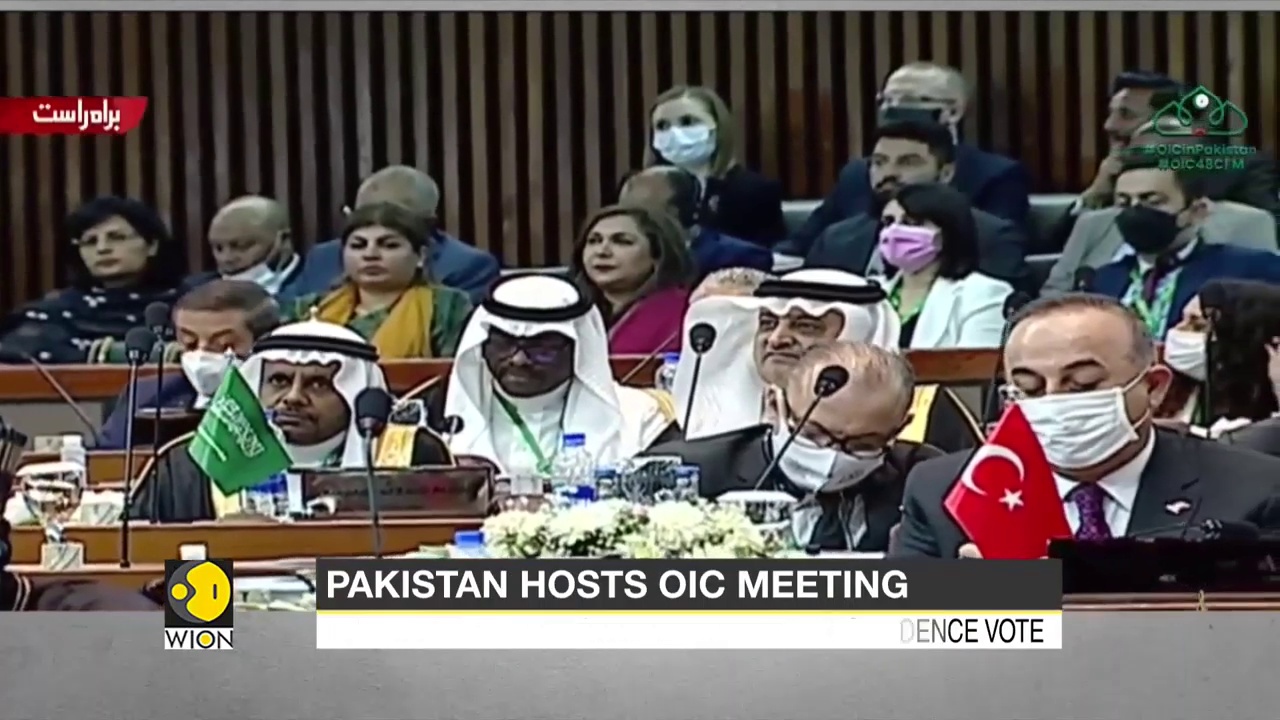 براہ راست
#OICinPakistan
#OIC48CFM
PAKISTAN HOSTS OIC MEETING
DENCE VOTE
WION